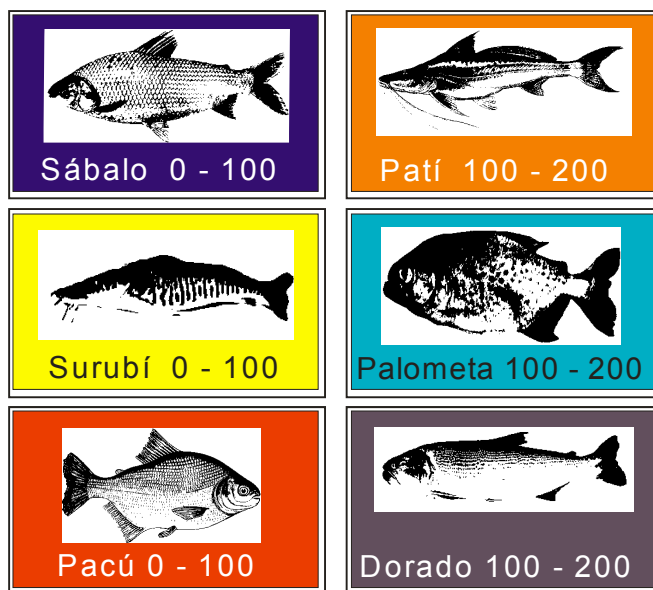 Sábalo 0 - 100
Patí 100 - 200
Surubí 0 - 100
Palometa 100 - 200
Pacú 0 - 100
Dorado 100 - 200